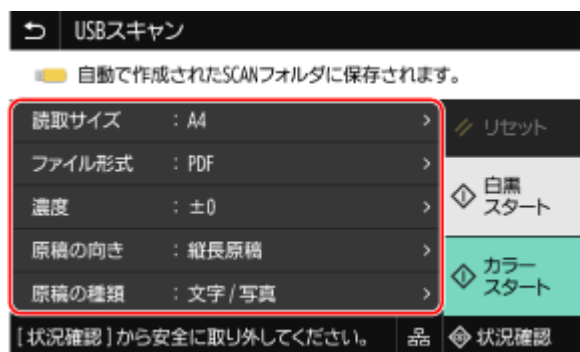 USBスキャン
自動で作成されたSCANフォルダに保存されます。
読取サイズ : A4
リセット
ファイル形式 : PDF
白黒
スタート
濃度 : ±0
原稿の向き : 縦長原稿
カラー
スタート
原稿の種類 : 文字/写真
[状況確認]から安全に取り外してください。
状況確認